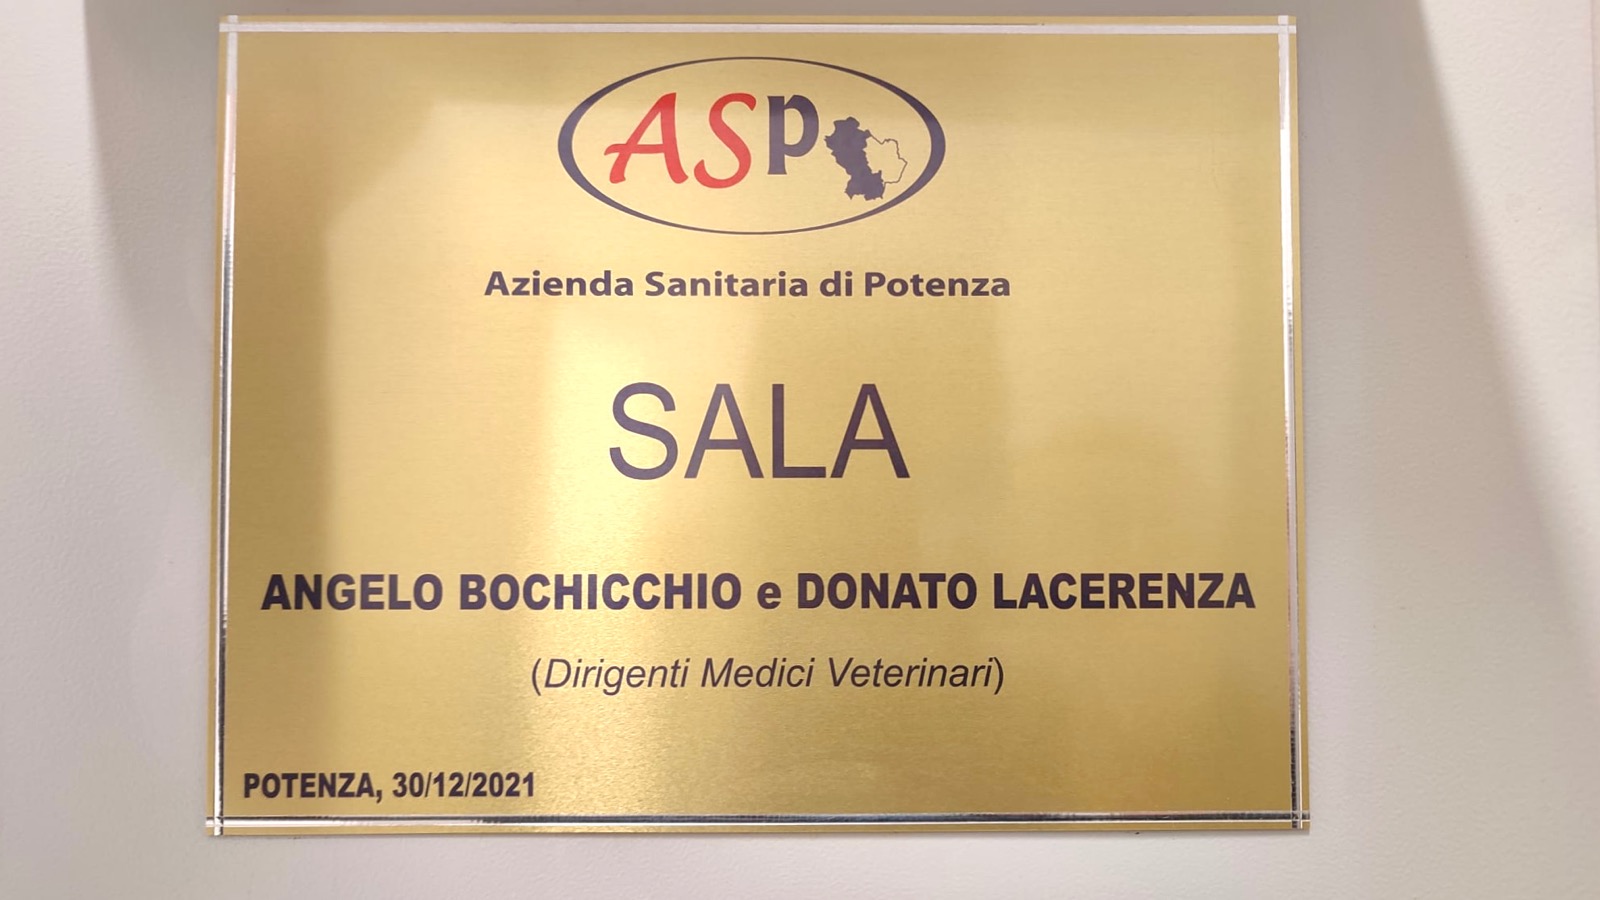 ASP
Azienda Sanitaria di Potenza
SALA
ANGELO BOCHICCHIO e DONATO LACERENZA
(Dirigenti Medici Veterinari)
POTENZA, 30/12/2021